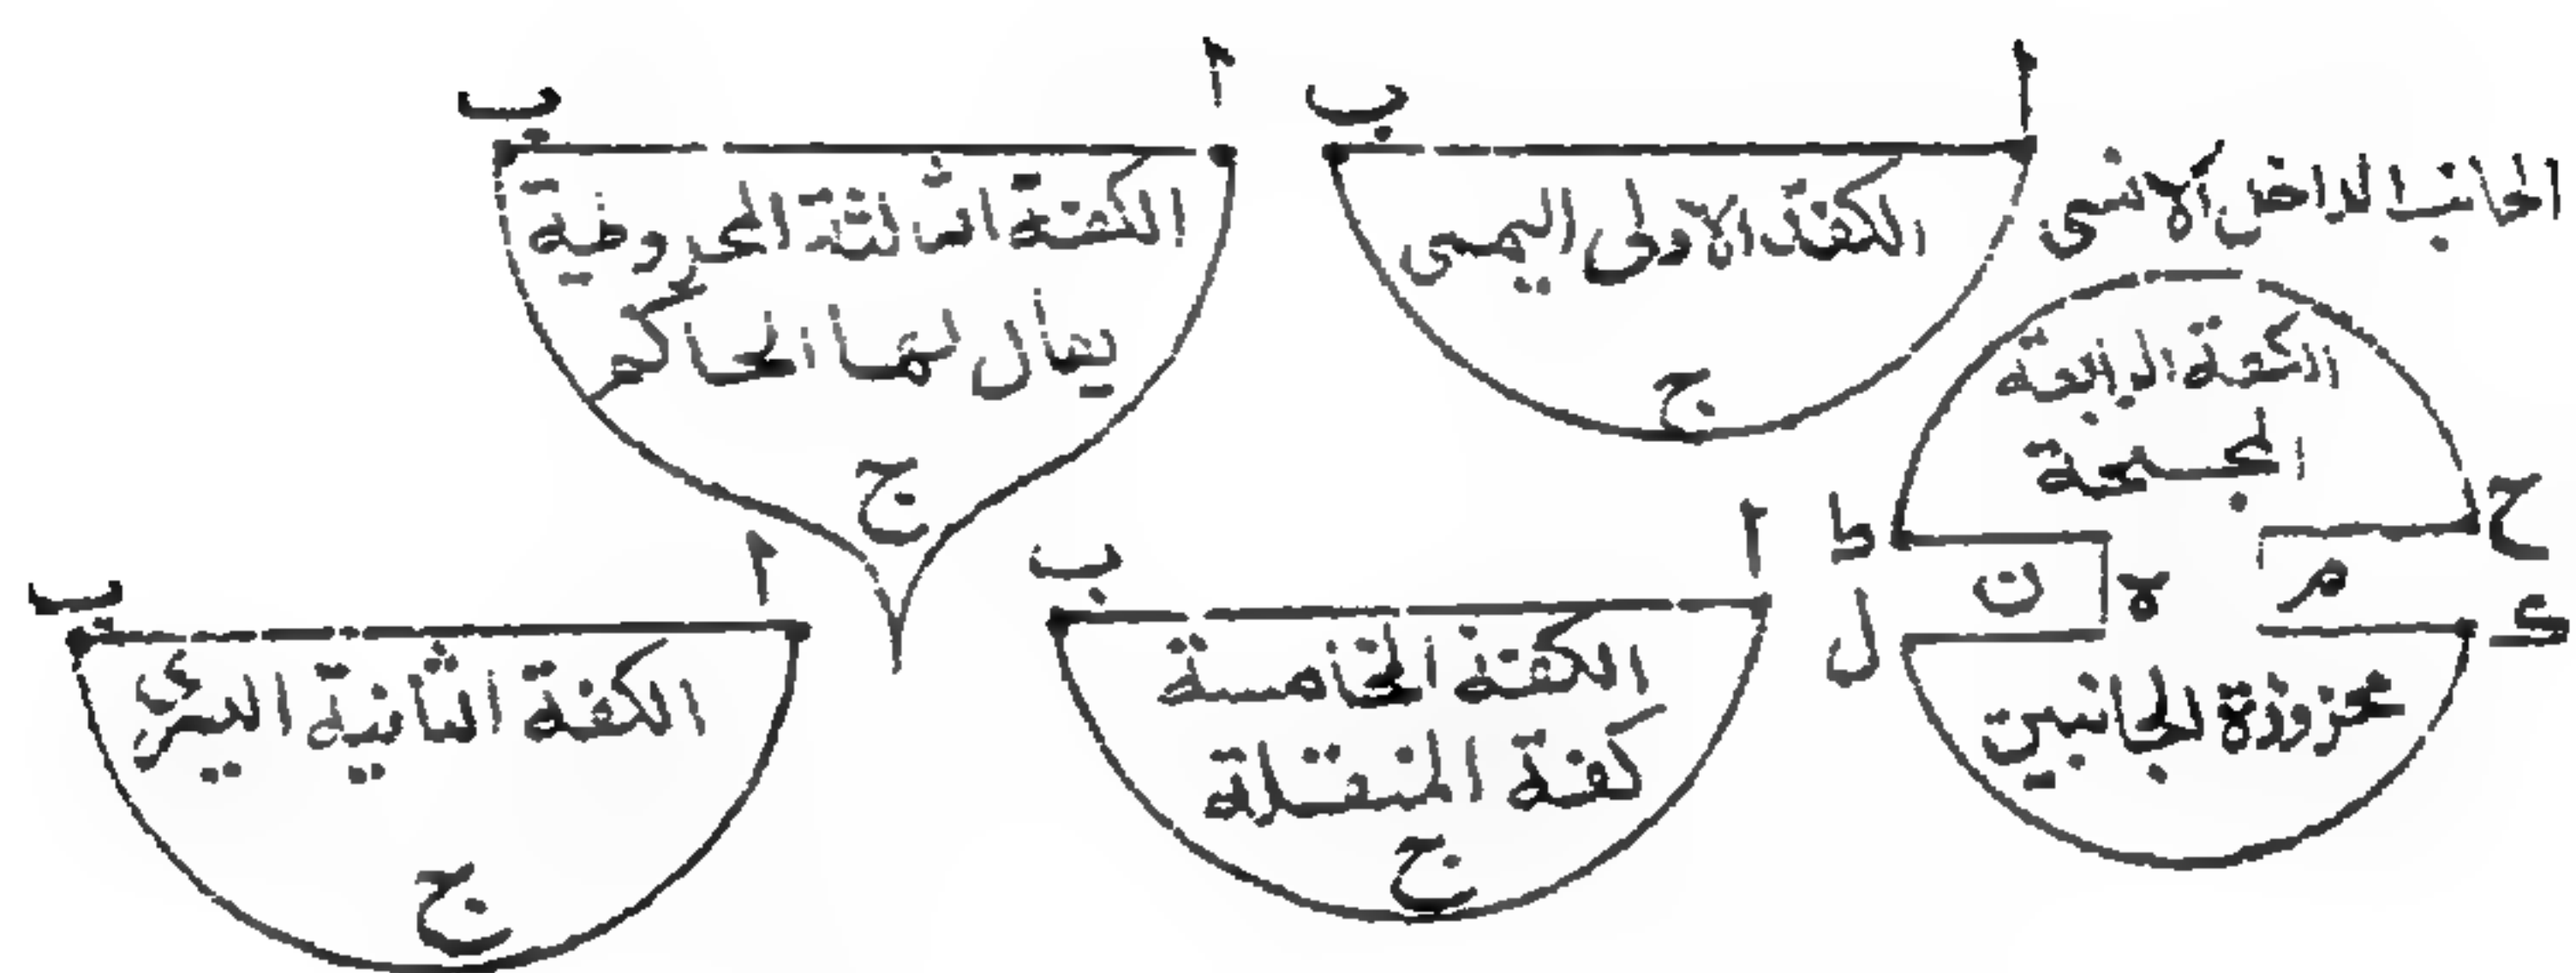 ا
ب
الكفة الاولى اليمنى
ج
ا
ب
الكفة الثالثة المخروطية
يقال لها الحاكم
ج
الجانب الداخل الانسى
الكفة الرابعة
المجنحة
ح
ط
م
ه
ن
ى
ل
محزوزة الجانبين
ا
ب
الكفة الخامسة
كفة المنقلة
ج
ا
ب
الكفة الثانية اليسرى
ج